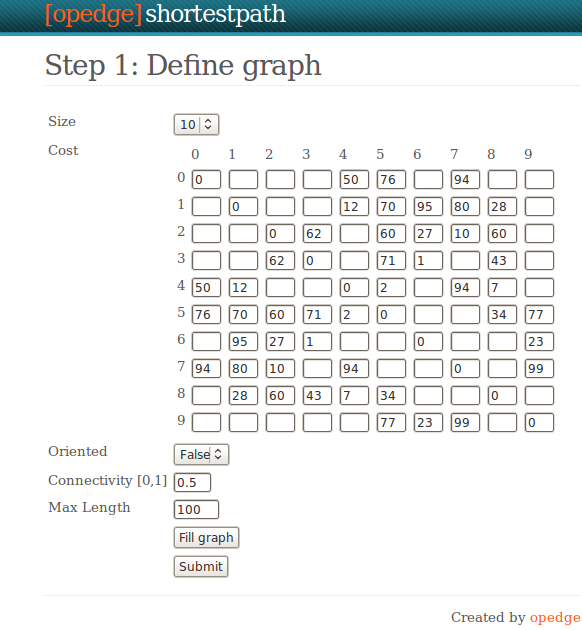 [opedge] shortestpath
Step 1: Define graph
Size 10
Cost 0 1 2 3 4 5 6 7 8 9
0 0 50 76 94
1 0 12 70 95 80 28
2 0 62 60 27 10 60
3 62 0 71 1 43
4 50 12 0 2 94 7
5 76 70 60 71 2 0 34 77
6 95 27 1 0 23
7 94 80 10 94 0 99
8 28 60 43 7 34 0
9 77 23 99 0
Oriented False
Connectivity [0,1] 0.5
Max Length 100
Fill graph
Submit
Created by opedge